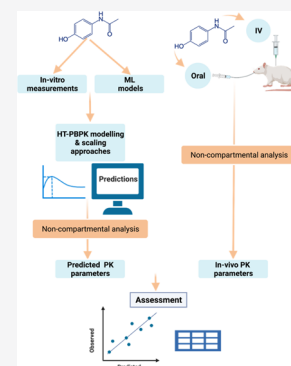 HO
H
N
O
HO
H
N
O
IV
Oral
In-vitro
measurements
ML
models
HT-PBPK modelling
& scaling
approaches
Predictions
Non-compartmental analysis
Non-compartmental analysis
Predicted PK
parameters
In-vivo PK
parameters
Assessment
Observed